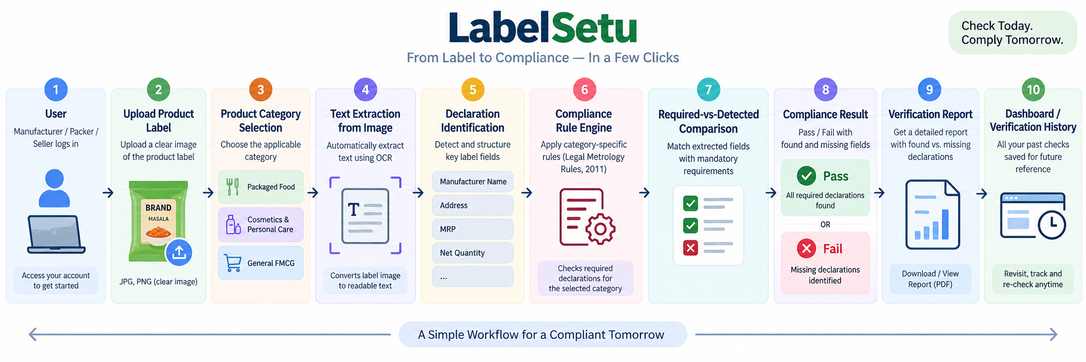 LabelSetu
From Label to Compliance — In a Few Clicks
Check Today.
Comply Tomorrow.
1
User
Manufacturer / Packer /
Seller logs in
Access your account
to get started
2
Upload Product
Label
Upload a clear image
of the product label
BRAND
MASALA
JPG, PNG (clear image)
3
Product Category
Selection
Choose the applicable
category
Packaged Food
Cosmetics &
Personal Care
General FMCG
4
Text Extraction
from Image
Automatically extract
text using OCR
T
Converts label image
to readable text
5
Declaration
Identification
Detect and structure
key label fields
Manufacturer Name
Address
MRP
Net Quantity
...
6
Compliance
Rule Engine
Apply category-specific
rules (Legal Metrology
Rules, 2011)
Checks required
declarations for
the selected category
7
Required-vs-Detected
Comparison
Match extracted fields
with mandatory
requirements
8
Compliance Result
Pass / Fail with
found and missing fields
Pass
All required declarations
found
OR
Fail
Missing declarations
identified
9
Verification Report
Get a detailed report
with found vs. missing
declarations
Download / View
Report (PDF)
10
Dashboard /
Verification History
All your past checks
saved for future
reference
Revisit, track and
re-check anytime
A Simple Workflow for a Compliant Tomorrow